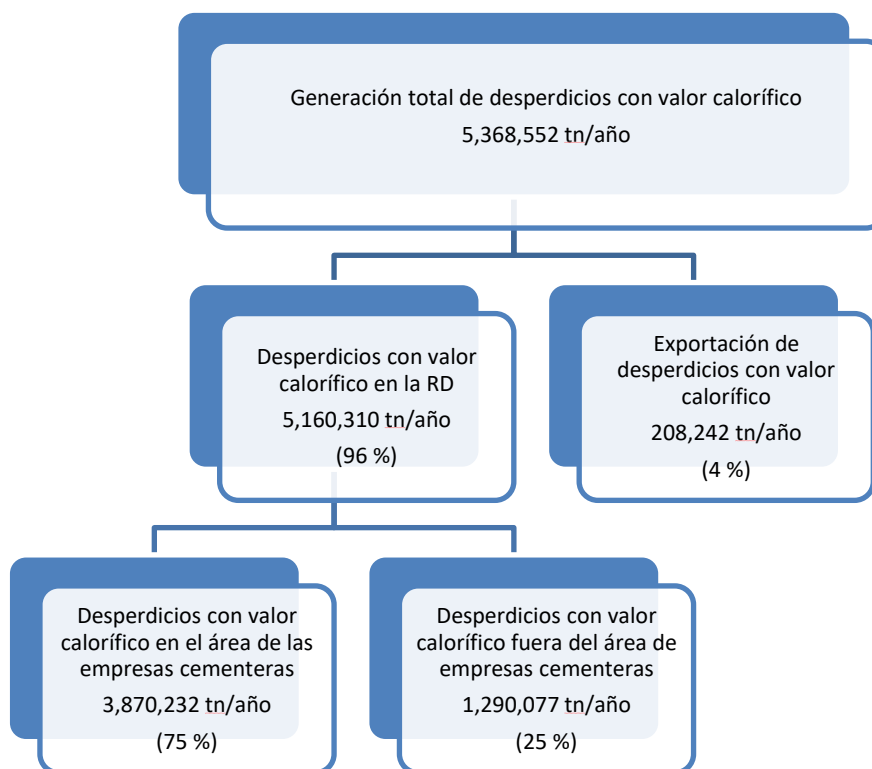 Generación total de desperdicios con valor calorífico
5,368,552 tn/año
Desperdicios con valor
calorífico en la RD
5,160,310 tn/año
(96 %)
Exportación de
desperdicios con valor
calorífico
208,242 tn/año
(4 %)
Desperdicios con valor
calorífico en el área de las
empresas cementeras
3,870,232 tn/año
(75 %)
Desperdicios con valor
calorífico fuera del área de
empresas cementeras
1,290,077 tn/año
(25 %)